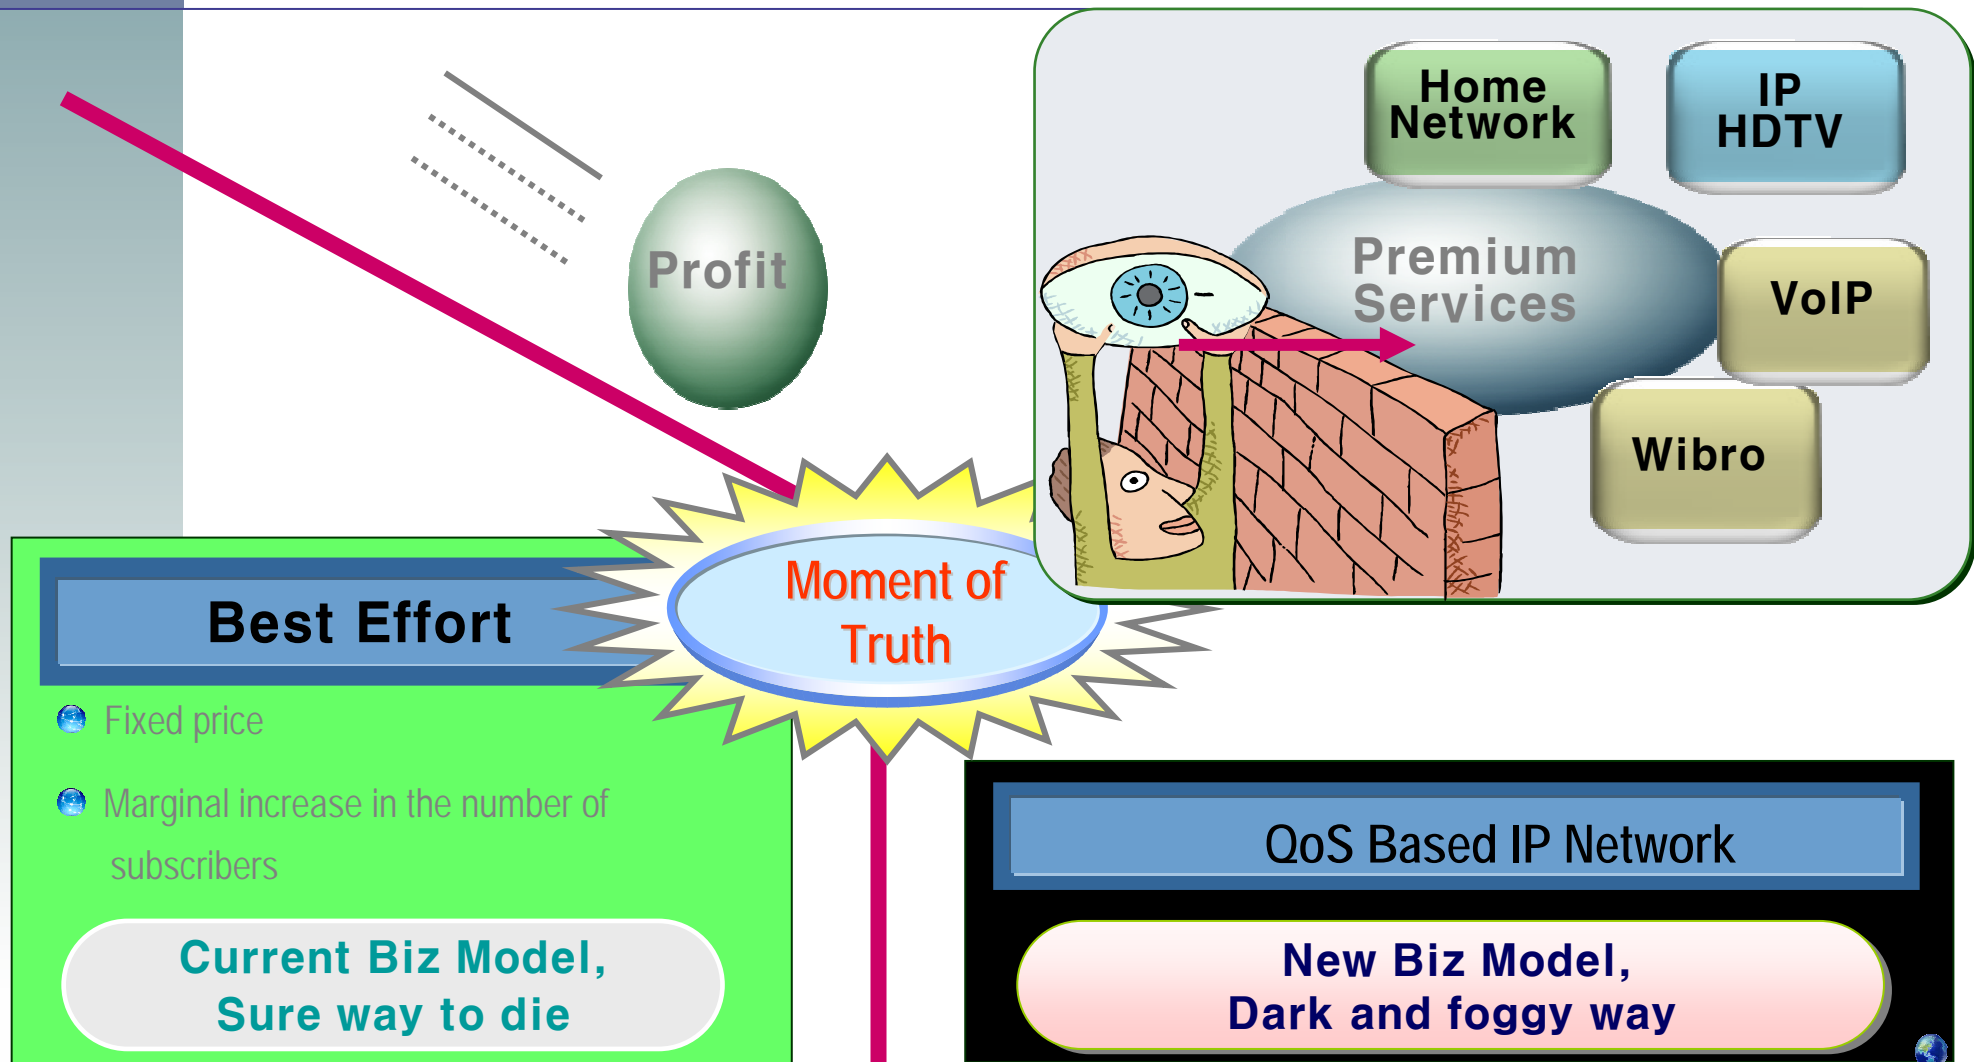 Home
Network
IP
HDTV
Profit
Premium
Services
VoIP
Wibro
Moment of
Truth
Best Effort
Fixed price
Marginal increase in the number of
subscribers
Current Biz Model,
Sure way to die
QoS Based IP Network
New Biz Model,
Dark and foggy way